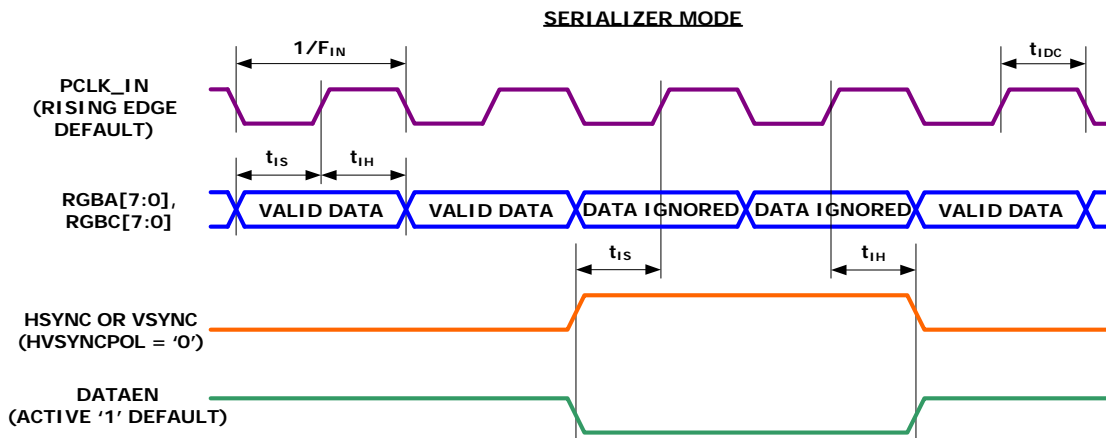 SERIALIZER MODE
1/FIN
tIDC
PCLK_IN
(RISING EDGE
DEFAULT)
tIS
tIH
RGBA[7:0],
RGBC[7:0]
VALID DATA
VALID DATA
DATA IGNORED
DATA IGNORED
VALID DATA
tIS
tIH
HSYNC OR VSYNC
(HVSYNCPOL = ‘0’)
DATAEN
(ACTIVE ‘1’ DEFAULT)